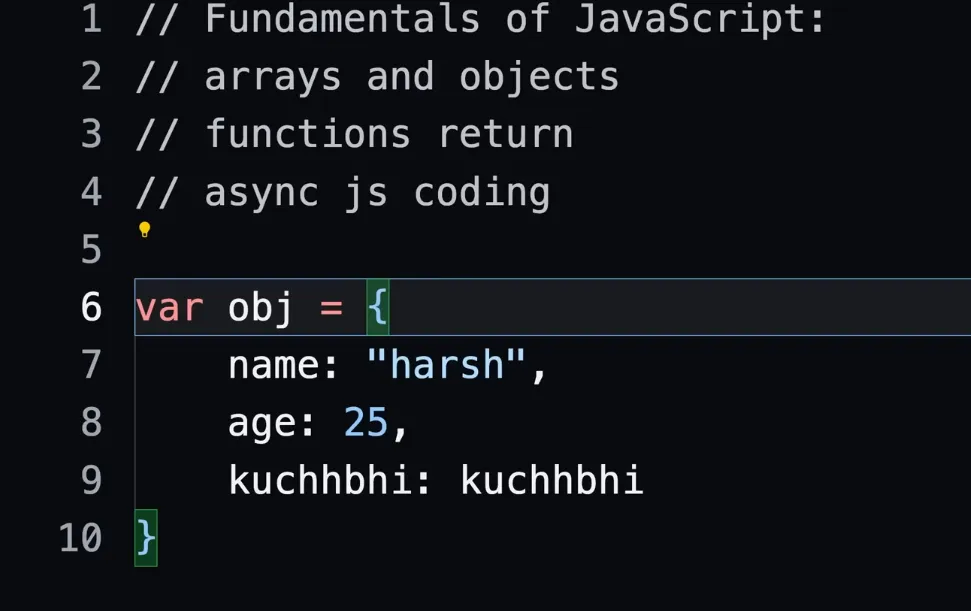 1 // Fundamentals of JavaScript:
2 // arrays and objects
3 // functions return
4 // async js coding
5
6 var obj = {
7     name: "harsh",
8     age: 25,
9     kuchhbhi: kuchhbhi
10 }